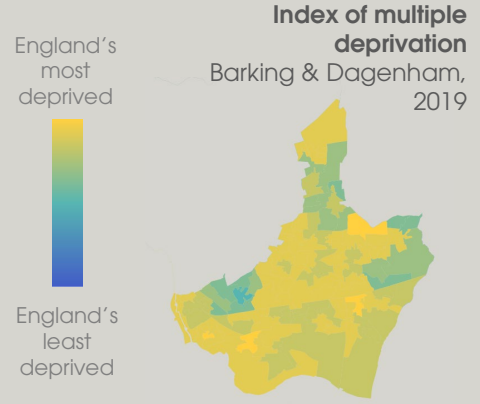 Index of multiple
deprivation
Barking & Dagenham,
2019
England's
most
deprived
England's
least
deprived